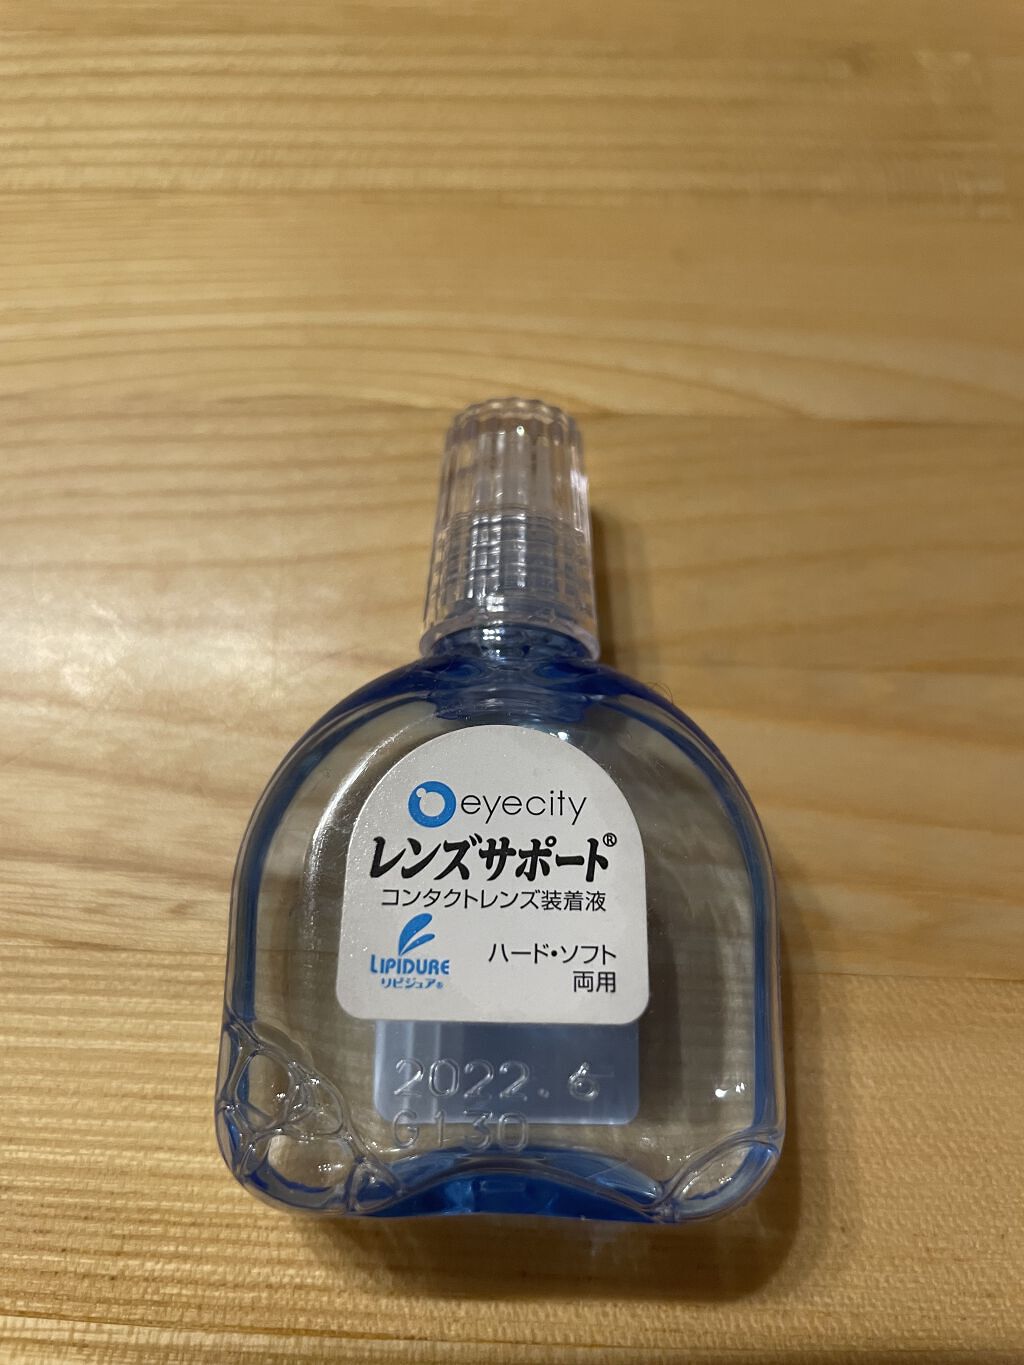 eyecity
レンズサポート®
コンタクトレンズ装着液
LIPIDURE
リピジュア®
ハード・ソフト
両用
2022.6
G130